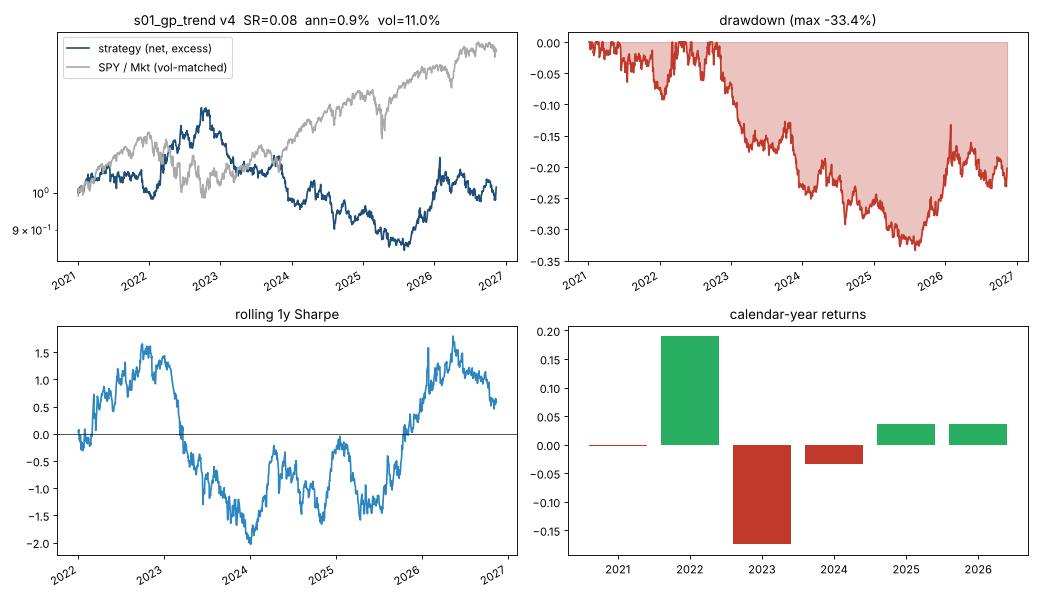 s01_gp_trend v4  SR=0.08  ann=0.9%  vol=11.0%
strategy (net, excess)
SPY / Mkt (vol-matched)
10⁰
9 × 10⁻¹
2021 2022 2023 2024 2025 2026 2027
drawdown (max -33.4%)
0.00
−0.05
−0.10
−0.15
−0.20
−0.25
−0.30
−0.35
2021 2022 2023 2024 2025 2026 2027
rolling 1y Sharpe
1.5
1.0
0.5
0.0
−0.5
−1.0
−1.5
−2.0
2022 2023 2024 2025 2026 2027
calendar-year returns
0.20
0.15
0.10
0.05
0.00
−0.05
−0.10
−0.15
2021 2022 2023 2024 2025 2026